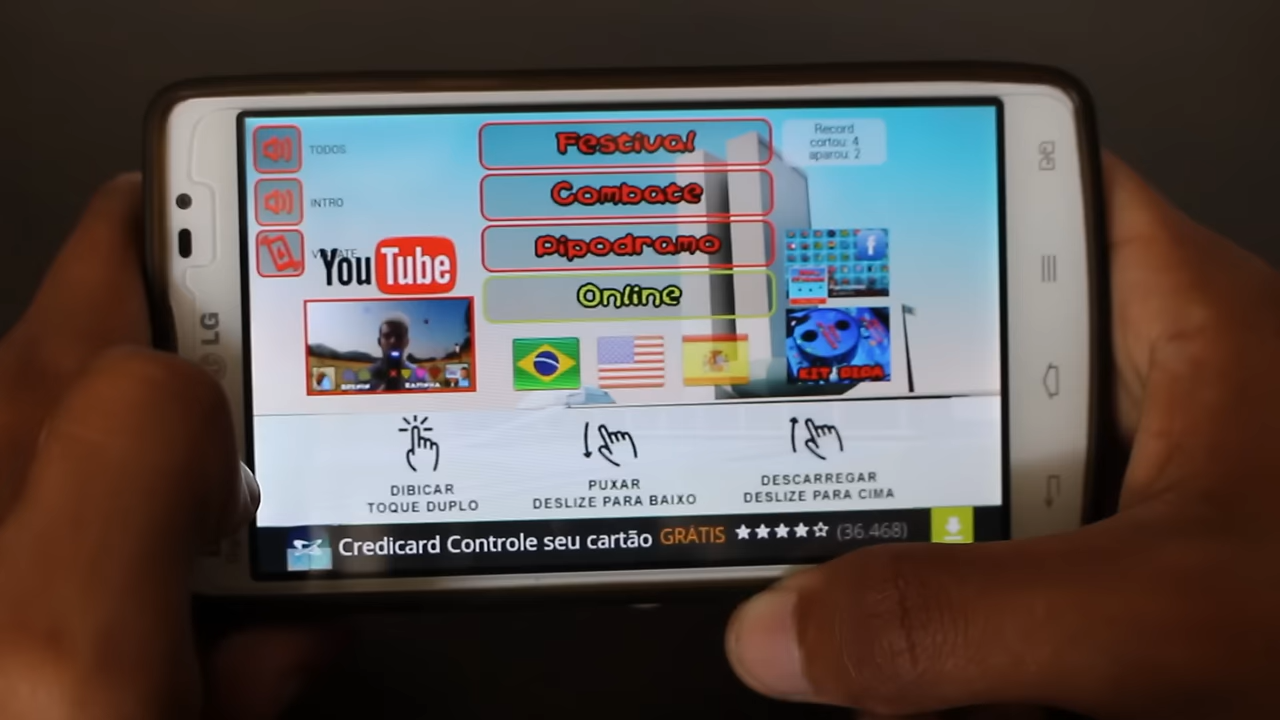 TODOS
INTRO
Festival
Combate
Pipodramo
Online
Record
cortou: 4
aparou: 2
YouTube
KIT DIDA
DIBICAR
TOQUE DUPLO
PUXAR
DESLIZE PARA BAIXO
DESCARREGAR
DESLIZE PARA CIMA
Credicard Controle seu cartão GRÁTIS (36.468)
LG
f